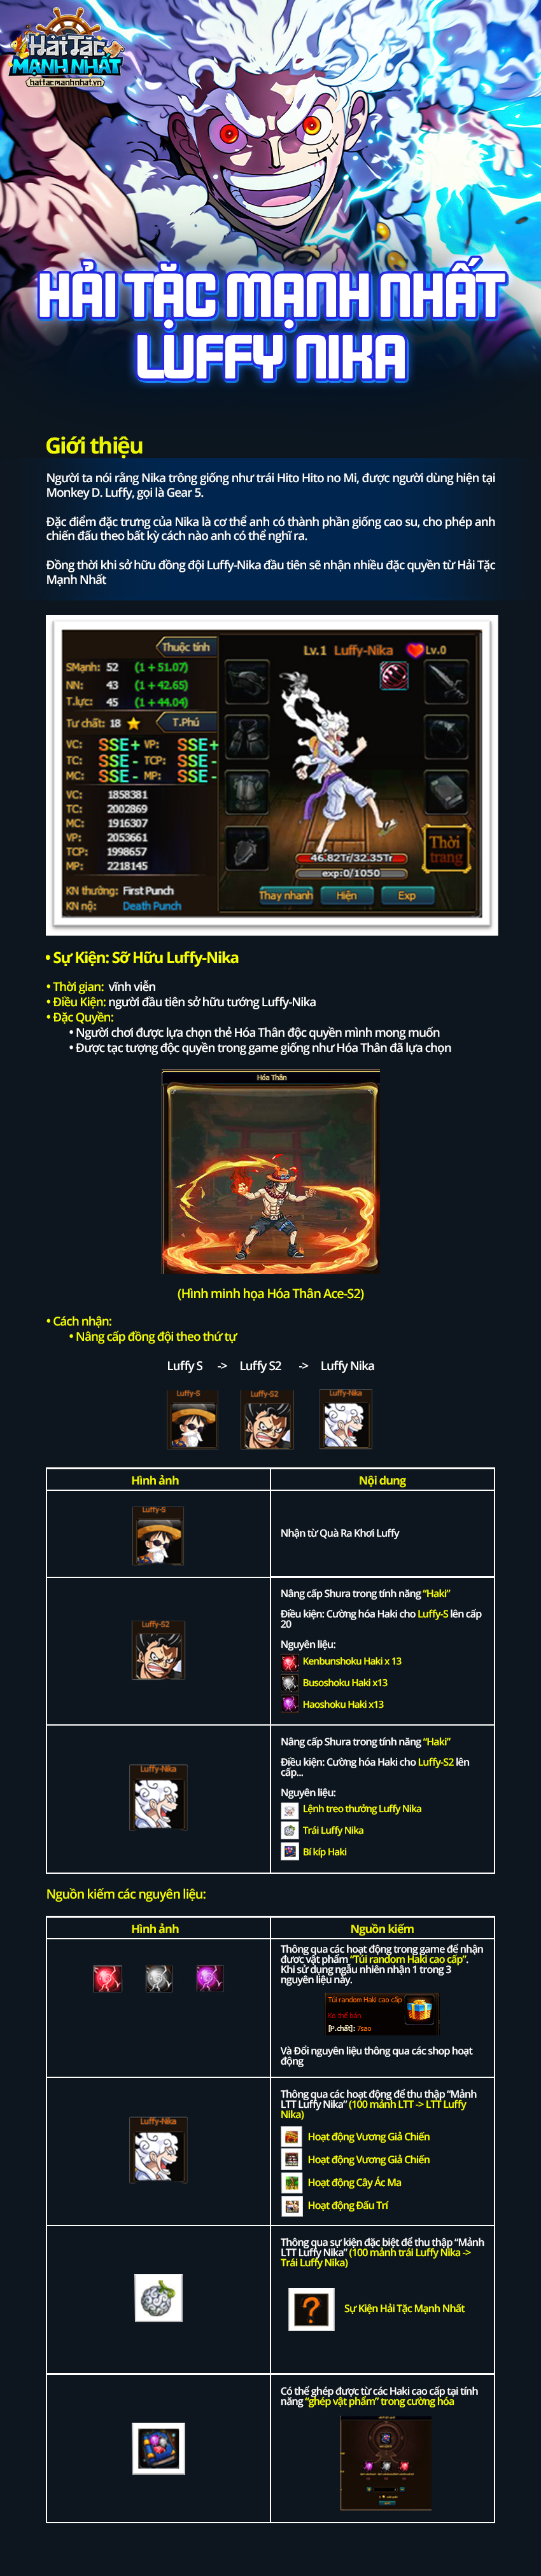 Hải Tặc
MẠNH NHẤT
haitacmanhnhat.vn
HẢI TẶC MẠNH NHẤT
LUFFY NIKA
Giới thiệu
Người ta nói rằng Nika trông giống như trái Hito Hito no Mi, được người dùng hiện tại
Monkey D. Luffy, gọi là Gear 5.
Đặc điểm đặc trưng của Nika là cơ thể anh có thành phần giống cao su, cho phép anh
chiến đấu theo bất kỳ cách nào anh có thể nghĩ ra.
Đồng thời khi sở hữu đồng đội Luffy-Nika đầu tiên sẽ nhận nhiều đặc quyền từ Hải Tặc
Mạnh Nhất
Thuộc tính
SMạnh: 52 (1+51.07)
NN: 43 (1+42.65)
T.lực: 45 (1+44.04)
Tư chất: 18 T.Phú
VC: SSE+ VP: SSE+
TC: SSE- TCP: SSE-
MC: SSE- MP: SSE-
VC: 1858381
TC: 2002869
MC: 1916307
VP: 2053661
TCP: 1998657
MP: 2218145
KN thường: First Punch
KN nộ: Death Punch
Lv.1 Luffy-Nika Lv.0
Thời
trang
46.82Tr/32.35Tr
exp:0/1050
Thay nhanh Hiện Exp
• Sự Kiện: Sỡ Hữu Luffy-Nika
• Thời gian: vĩnh viễn
• Điều Kiện: người đầu tiên sở hữu tướng Luffy-Nika
• Đặc Quyền:
• Người chơi được lựa chọn thẻ Hóa Thân độc quyền mình mong muốn
• Được tạc tượng độc quyền trong game giống như Hóa Thân đã lựa chọn
Hóa Thân
(Hình minh họa Hóa Thân Ace-S2)
• Cách nhận:
• Nâng cấp đồng đội theo thứ tự
Luffy S -> Luffy S2 -> Luffy Nika
Luffy-S Luffy-S2 Luffy-Nika
Hình ảnh Nội dung
Luffy-S
Nhận từ Quà Ra Khơi Luffy
Luffy-S2
Nâng cấp Shura trong tính năng “Haki”
Điều kiện: Cường hóa Haki cho Luffy-S lên cấp
20
Nguyên liệu:
Kenbunshoku Haki x 13
Busoshoku Haki x13
Haoshoku Haki x13
Luffy-Nika
Nâng cấp Shura trong tính năng “Haki”
Điều kiện: Cường hóa Haki cho Luffy-S2 lên
cấp...
Nguyên liệu:
Lệnh treo thưởng Luffy Nika
Trái Luffy Nika
Bí kíp Haki
Nguồn kiếm các nguyên liệu:
Hình ảnh Nguồn kiếm
Thông qua các hoạt động trong game để nhận
được vật phẩm “Túi random Haki cao cấp”.
Khi sử dụng ngẫu nhiên nhận 1 trong 3
nguyên liệu này.
Túi random Haki cao cấp
Ko thể bán
[P.chất]: 7sao
Và Đổi nguyên liệu thông qua các shop hoạt
động
Luffy-Nika
Thông qua các hoạt động để thu thập “Mảnh
LTT Luffy Nika” (100 mảnh LTT -> LTT Luffy
Nika)
Hoạt động Vương Giả Chiến
Hoạt động Vương Giả Chiến
Hoạt động Cây Ác Ma
Hoạt động Đấu Trí
Thông qua sự kiện đặc biệt để thu thập “Mảnh
LTT Luffy Nika” (100 mảnh trái Luffy Nika ->
Trái Luffy Nika)
?
Sự Kiện Hải Tặc Mạnh Nhất
Có thể ghép được từ các Haki cao cấp tại tính
năng “ghép vật phẩm” trong cường hóa